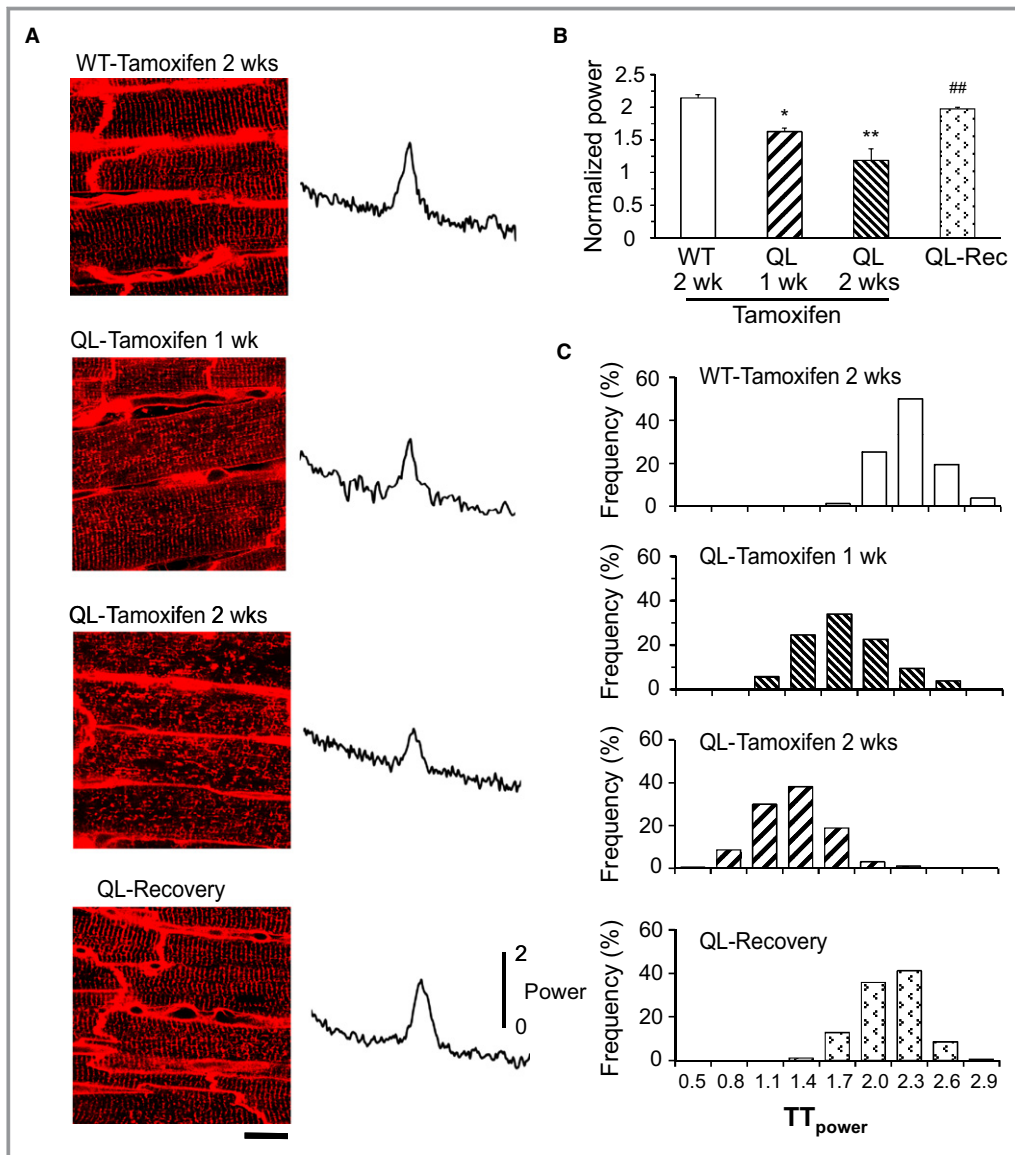 A
WT-Tamoxifen 2 wks
QL-Tamoxifen 1 wk
QL-Tamoxifen 2 wks
QL-Recovery
2
Power
0
B
Normalized power
2.5
2
1.5
1
0.5
0
*
**
##
WT QL QL QL-Rec
2 wk 1 wk 2 wks
Tamoxifen
C
WT-Tamoxifen 2 wks
Frequency (%)
60
40
20
0
QL-Tamoxifen 1 wk
Frequency (%)
60
40
20
0
QL-Tamoxifen 2 wks
Frequency (%)
60
40
20
0
QL-Recovery
Frequency (%)
60
40
20
0
0.5 0.8 1.1 1.4 1.7 2.0 2.3 2.6 2.9
TTpower